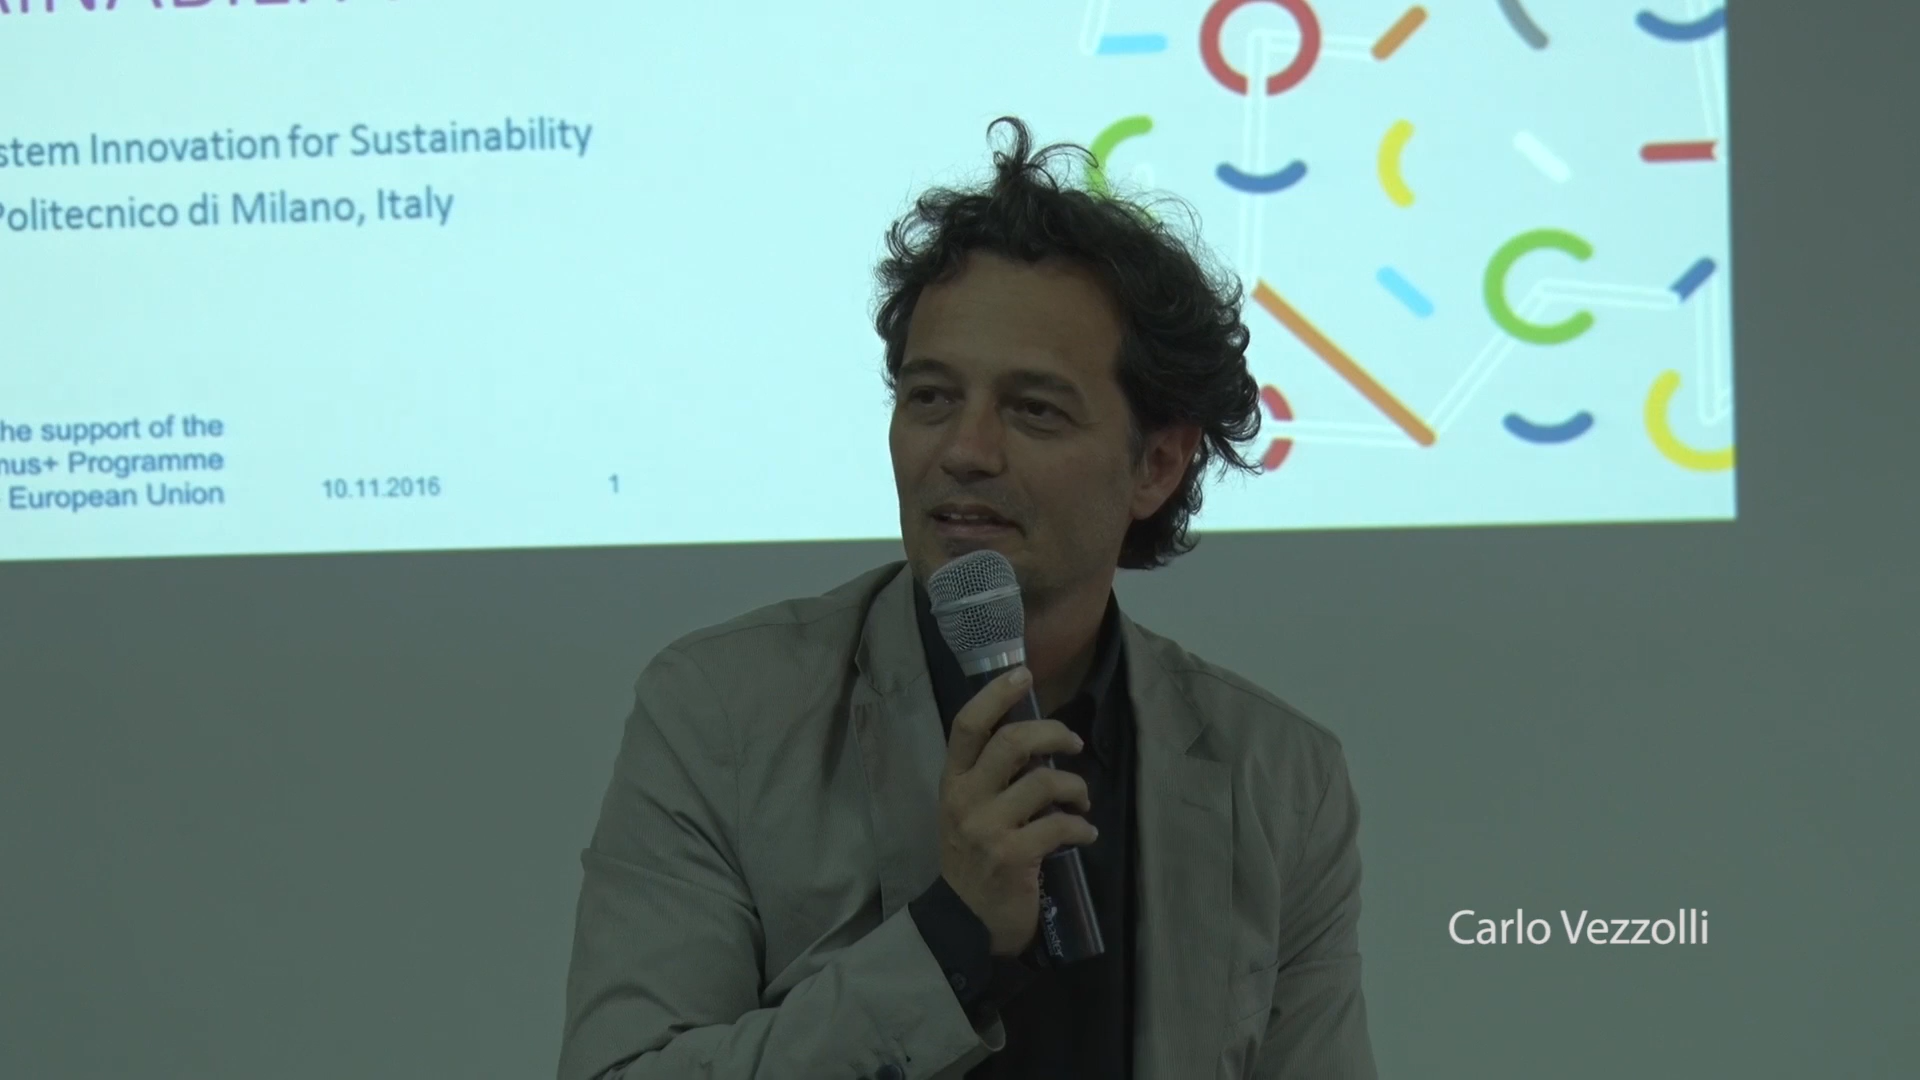 stem Innovation for Sustainability
Politecnico di Milano, Italy
he support of the
mus+ Programme
European Union
10.11.2016
1
Carlo Vezzolli